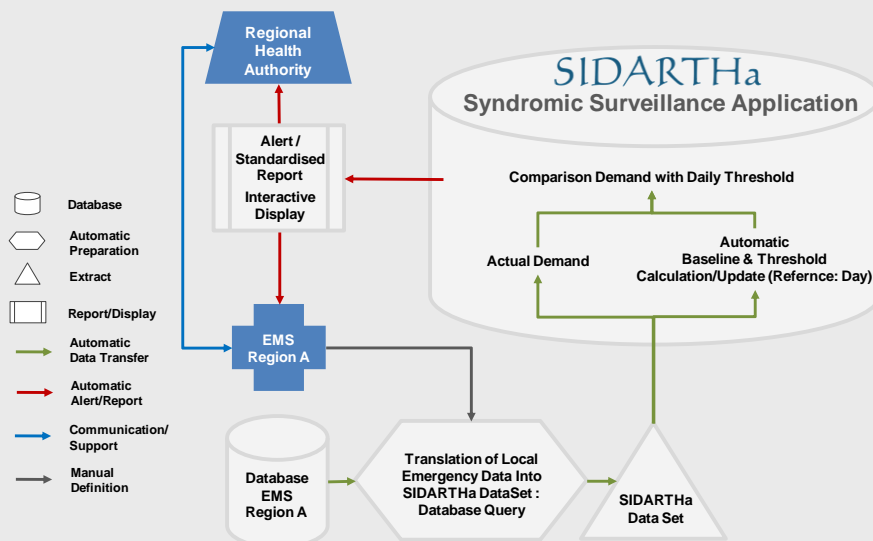 Regional
Health
Authority
SIDARTHa
Syndromic Surveillance Application
Alert /
Standardised
Report
Interactive
Display
Comparison Demand with Daily Threshold
Actual Demand
Automatic
Baseline & Threshold
Calculation/Update (Refernce: Day)
EMS
Region A
Database
EMS
Region A
Translation of Local
Emergency Data Into
SIDARTHa DataSet :
Database Query
SIDARTHa
Data Set
Database
Automatic
Preparation
Extract
Report/Display
Automatic
Data Transfer
Automatic
Alert/Report
Communication/
Support
Manual
Definition